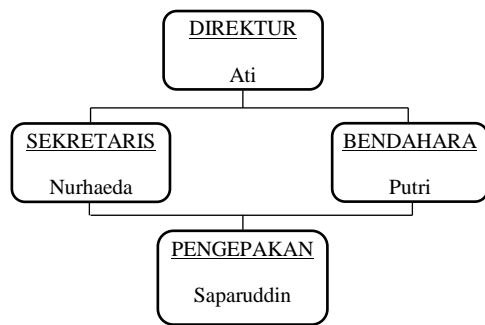 DIREKTUR
Ati
SEKRETARIS
Nurhaeda
BENDAHARA
Putri
PENGEPAKAN
Saparuddin